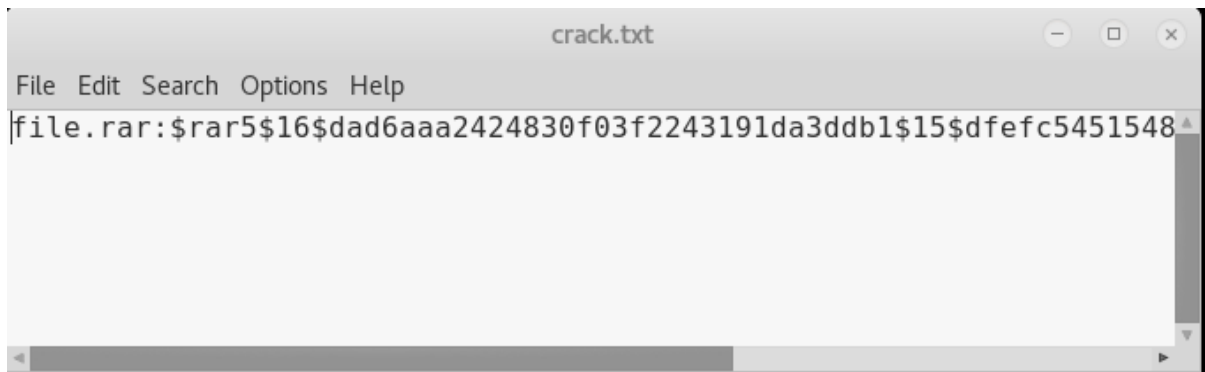 crack.txt
File Edit Search Options Help
file.rar:$rar5$16$dad6aaa2424830f03f2243191da3ddb1$15$dfefc5451548